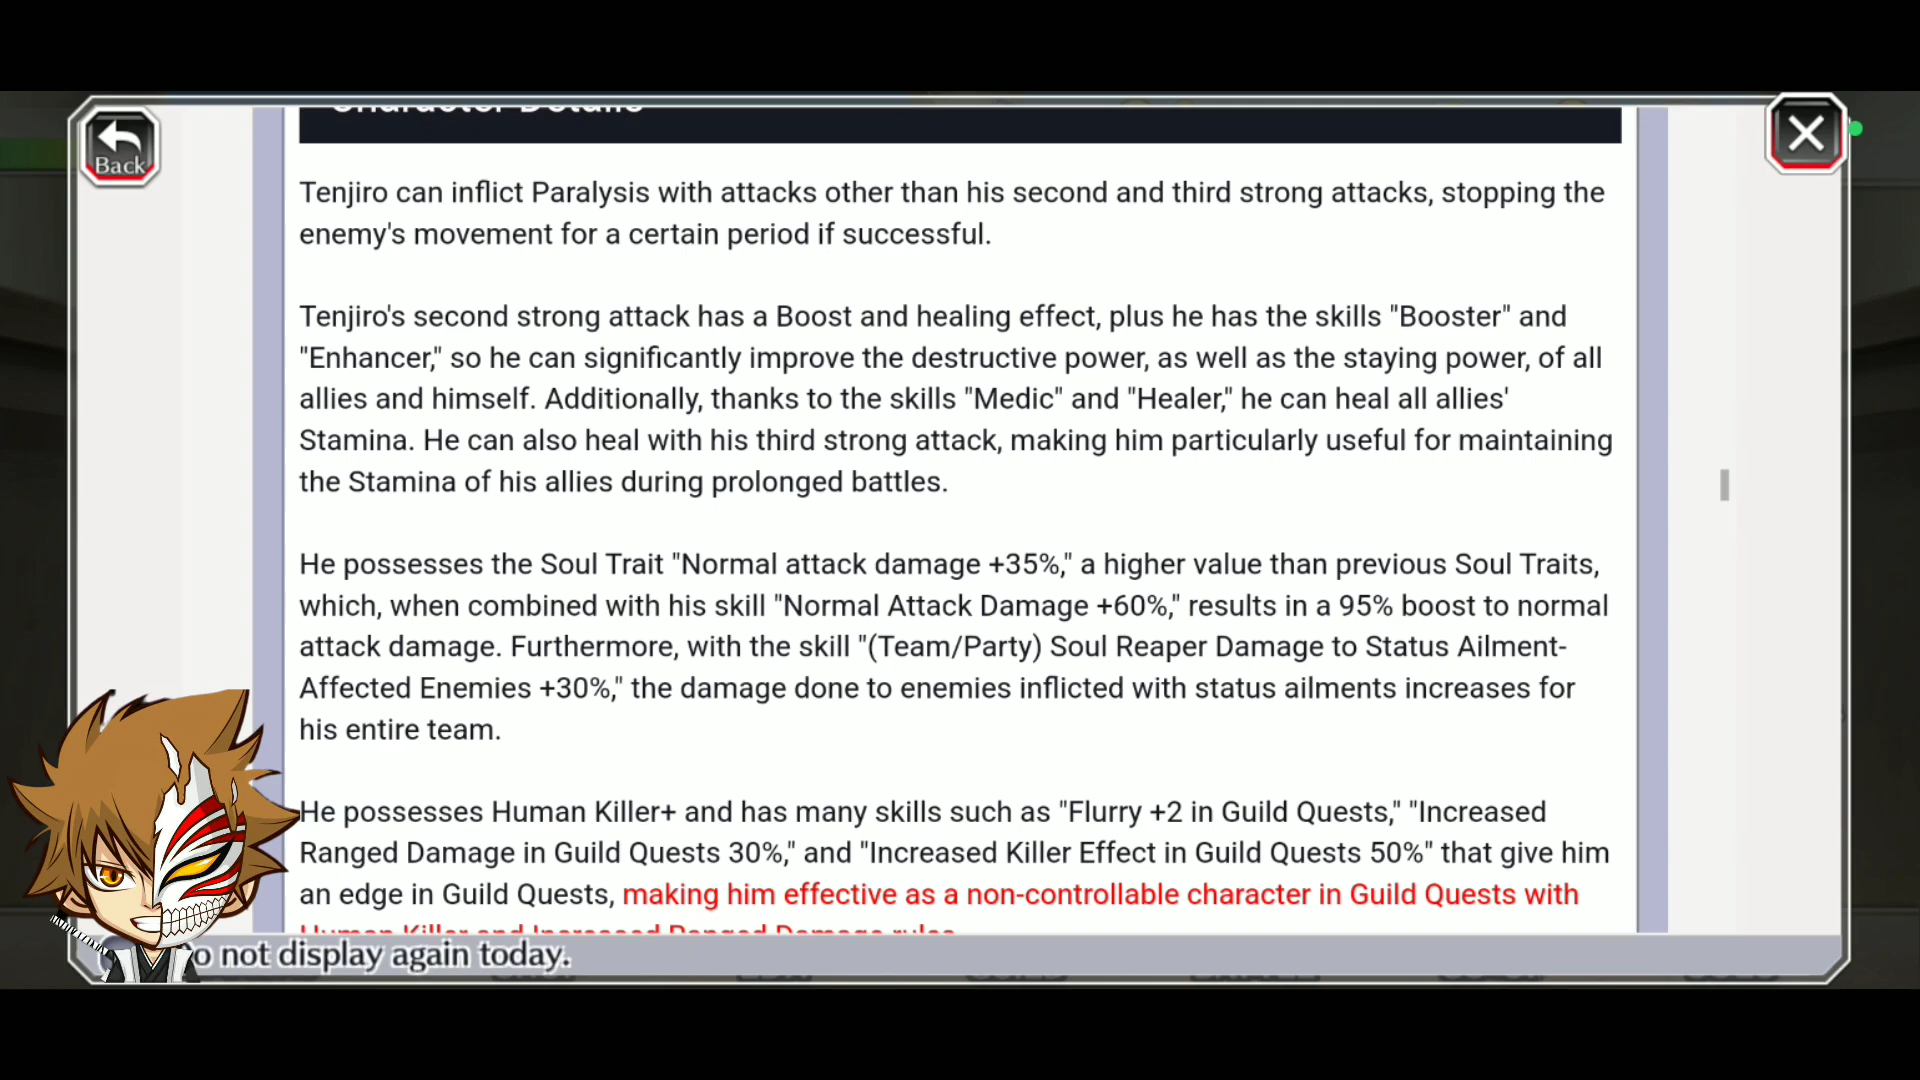 Character Details
Back
Tenjiro can inflict Paralysis with attacks other than his second and third strong attacks, stopping the
enemy's movement for a certain period if successful.
Tenjiro's second strong attack has a Boost and healing effect, plus he has the skills "Booster" and
"Enhancer," so he can significantly improve the destructive power, as well as the staying power, of all
allies and himself. Additionally, thanks to the skills "Medic" and "Healer," he can heal all allies'
Stamina. He can also heal with his third strong attack, making him particularly useful for maintaining
the Stamina of his allies during prolonged battles.
He possesses the Soul Trait "Normal attack damage +35%," a higher value than previous Soul Traits,
which, when combined with his skill "Normal Attack Damage +60%," results in a 95% boost to normal
attack damage. Furthermore, with the skill "(Team/Party) Soul Reaper Damage to Status Ailment-
Affected Enemies +30%," the damage done to enemies inflicted with status ailments increases for
his entire team.
He possesses Human Killer+ and has many skills such as "Flurry +2 in Guild Quests," "Increased
Ranged Damage in Guild Quests 30%," and "Increased Killer Effect in Guild Quests 50%" that give him
an edge in Guild Quests, making him effective as a non-controllable character in Guild Quests with
Human Killer and Increased Ranged Damage rules.
o not display again today.